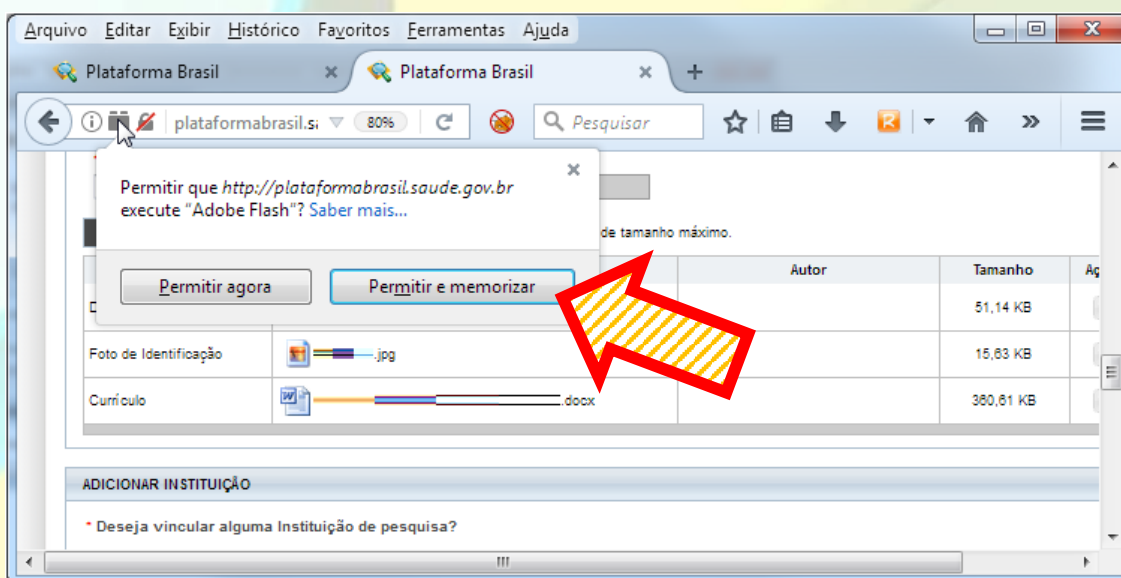 Arquivo Editar Exibir Histórico Favoritos Ferramentas Ajuda
Plataforma Brasil
Plataforma Brasil
plataformabrasil.s
80%
Pesquisar
Permitir que http://plataformabrasil.saude.gov.br
execute "Adobe Flash"? Saber mais...
de tamanho máximo.
Permitir agora
Permitir e memorizar
Autor
Tamanho
51,14 KB
Foto de Identificação
.jpg
15,63 KB
Currículo
.docx
360,61 KB
ADICIONAR INSTITUIÇÃO
* Deseja vincular alguma Instituição de pesquisa?